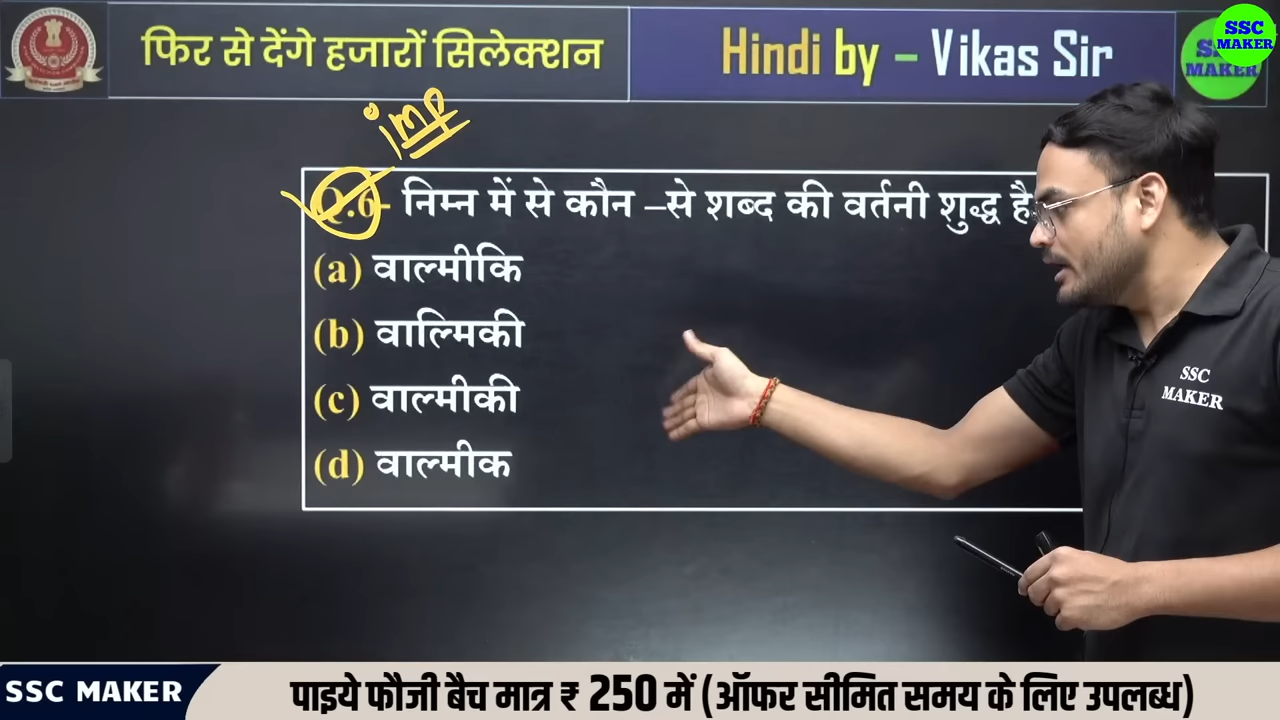 फिर से देंगे हजारों सिलेक्शन
Hindi by – Vikas Sir
SSC MAKER
imp
Q.6- निम्न में से कौन –से शब्द की वर्तनी शुद्ध है
(a) वाल्मीकि
(b) वाल्मिकी
(c) वाल्मीकी
(d) वाल्मीक
SSC
MAKER
SSC MAKER
पाइये फौजी बैच मात्र ₹ 250 में (ऑफर सीमित समय के लिए उपलब्ध)